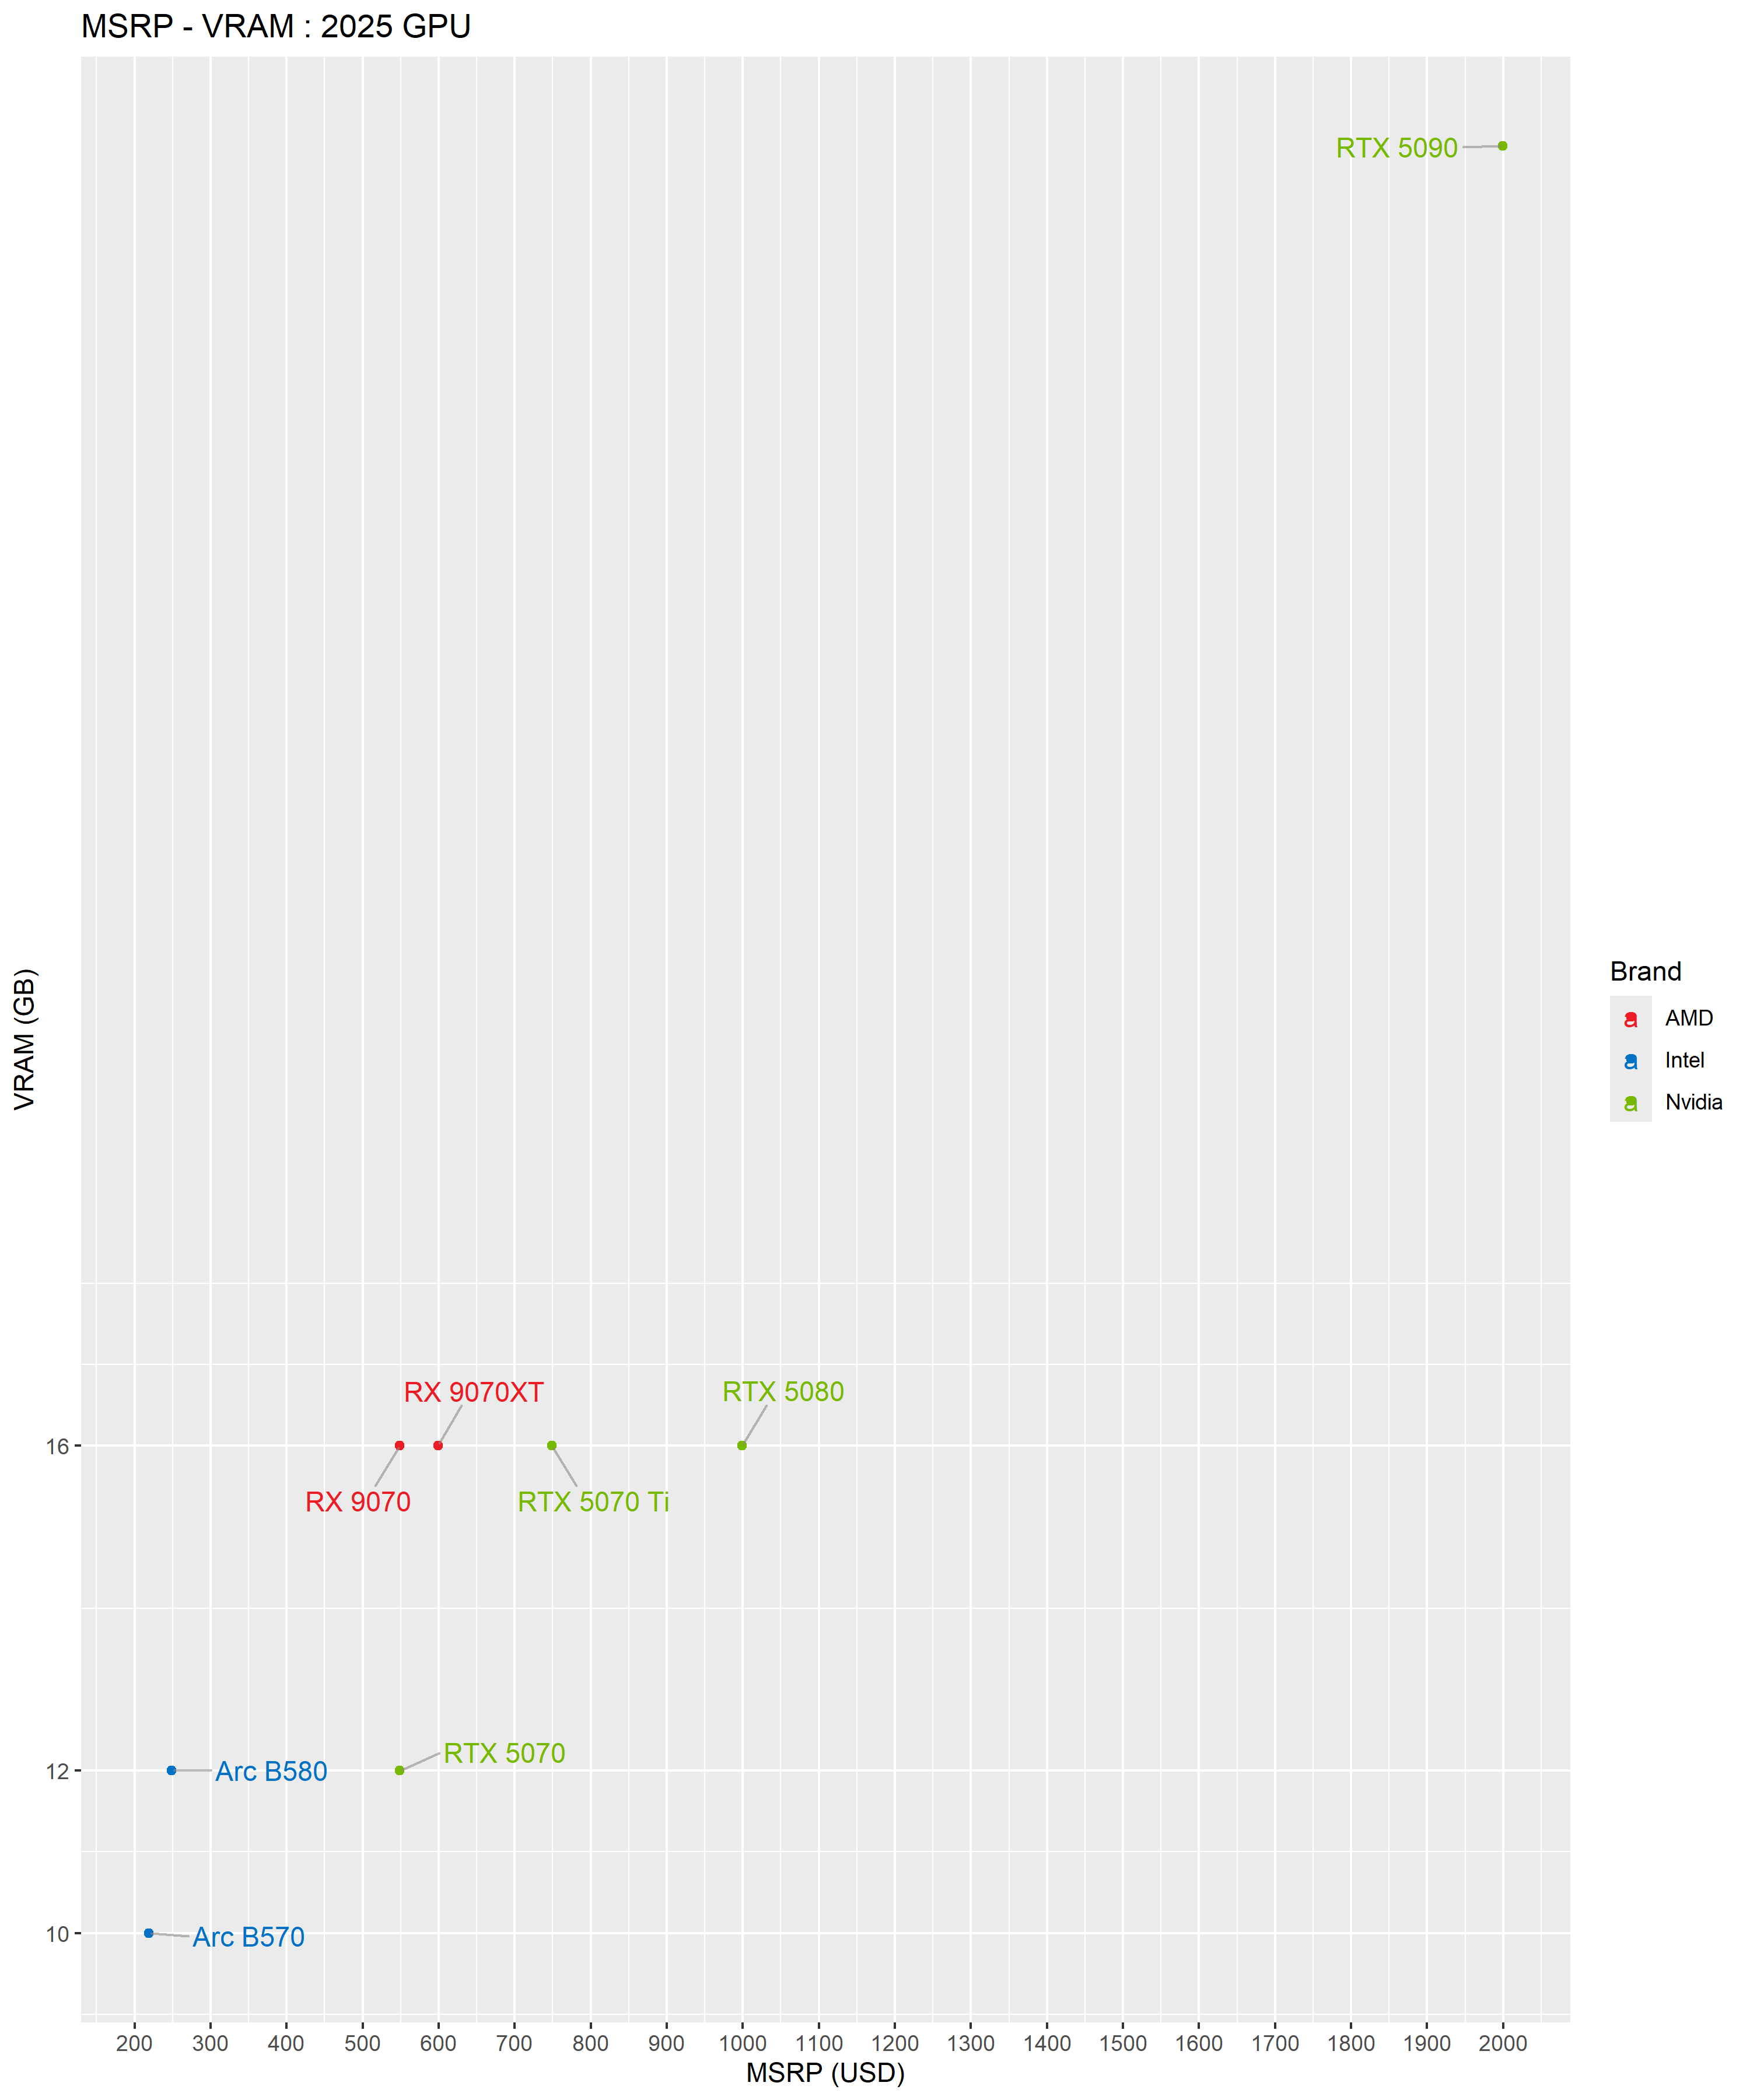 MSRP - VRAM : 2025 GPU
RTX 5090
VRAM (GB)
Brand
a AMD
a Intel
a Nvidia
RX 9070XT
RTX 5080
16
RX 9070
RTX 5070 Ti
RTX 5070
12
Arc B580
10
Arc B570
200 300 400 500 600 700 800 900 1000 1100 1200 1300 1400 1500 1600 1700 1800 1900 2000
MSRP (USD)